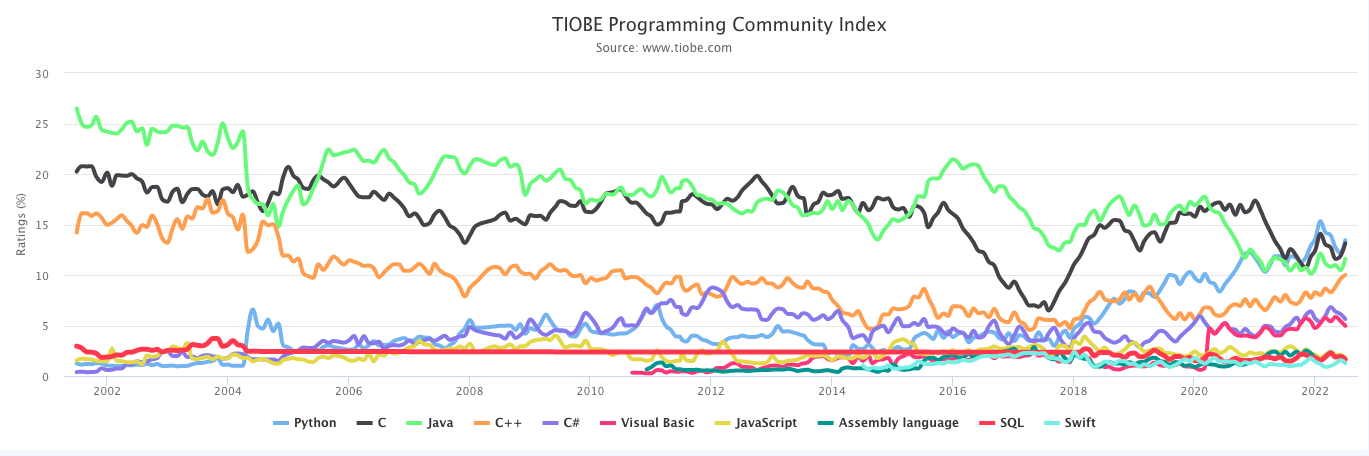 TIOBE Programming Community Index
Source: www.tiobe.com
30
25
20
15
10
5
0
Ratings (%)
2002 2004 2006 2008 2010 2012 2014 2016 2018 2020 2022
Python C Java C++ C# Visual Basic JavaScript Assembly language SQL Swift